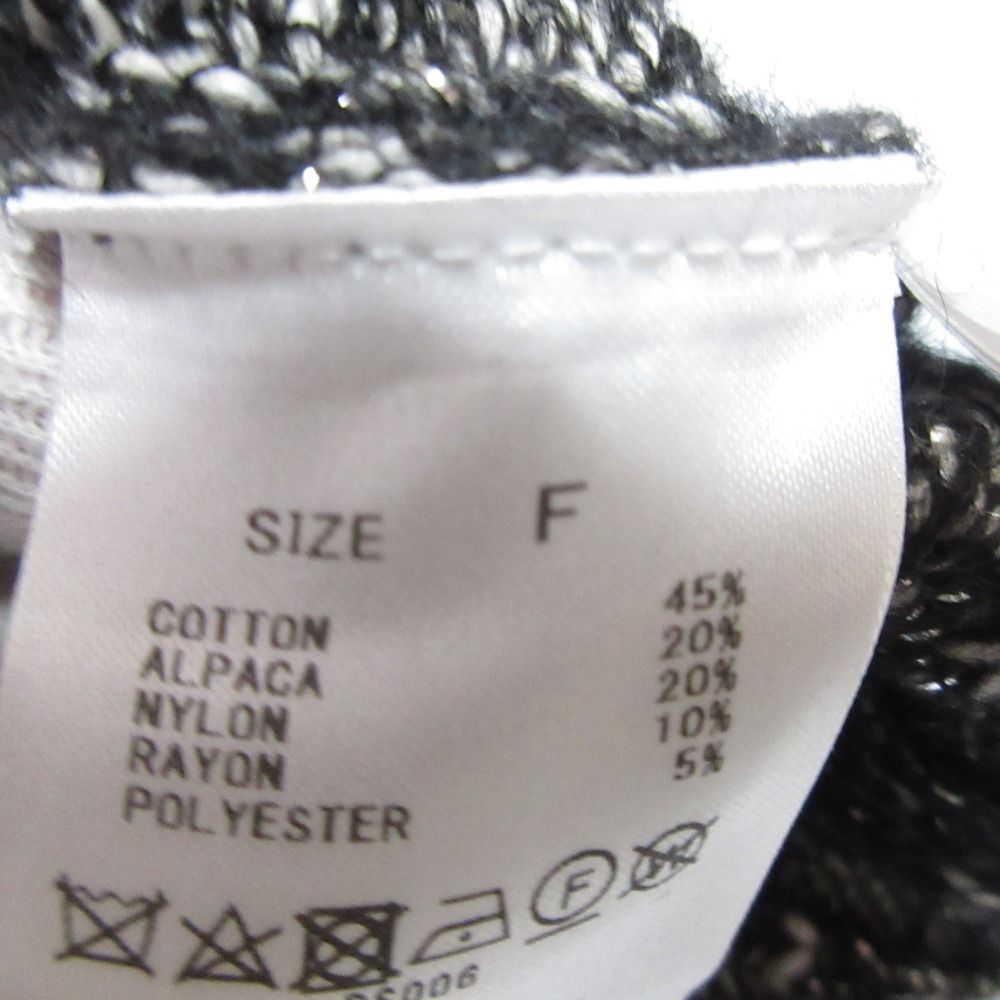 SIZE F
COTTON 45%
ALPACA 20%
NYLON 20%
RAYON 10%
POLYESTER 5%
F